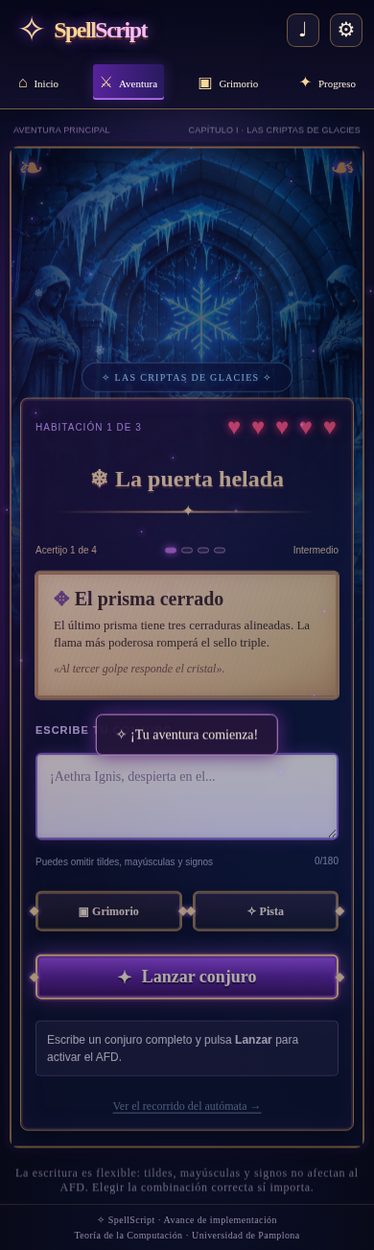 SpellScript
Inicio
Aventura
Grimorio
Progreso
AVENTURA PRINCIPAL
CAPÍTULO I · LAS CRIPTAS DE GLACIES
✧ LAS CRIPTAS DE GLACIES ✧
HABITACIÓN 1 DE 3
La puerta helada
Acertijo 1 de 4
Intermedio
El prisma cerrado
El último prisma tiene tres cerraduras alineadas. La
flama más poderosa romperá el sello triple.
«Al tercer golpe responde el cristal».
ESCRIBE
✧ ¡Tu aventura comienza!
¡Aethra Ignis, despierta en el...
Puedes omitir tildes, mayúsculas y signos
0/180
Grimorio
Pista
Lanzar conjuro
Escribe un conjuro completo y pulsa Lanzar para
activar el AFD.
Ver el recorrido del autómata →
La escritura es flexible: tildes, mayúsculas y signos no afectan al
AFD. Elegir la combinación correcta sí importa.
✧ SpellScript · Avance de implementación
Teoría de la Computación · Universidad de Pamplona